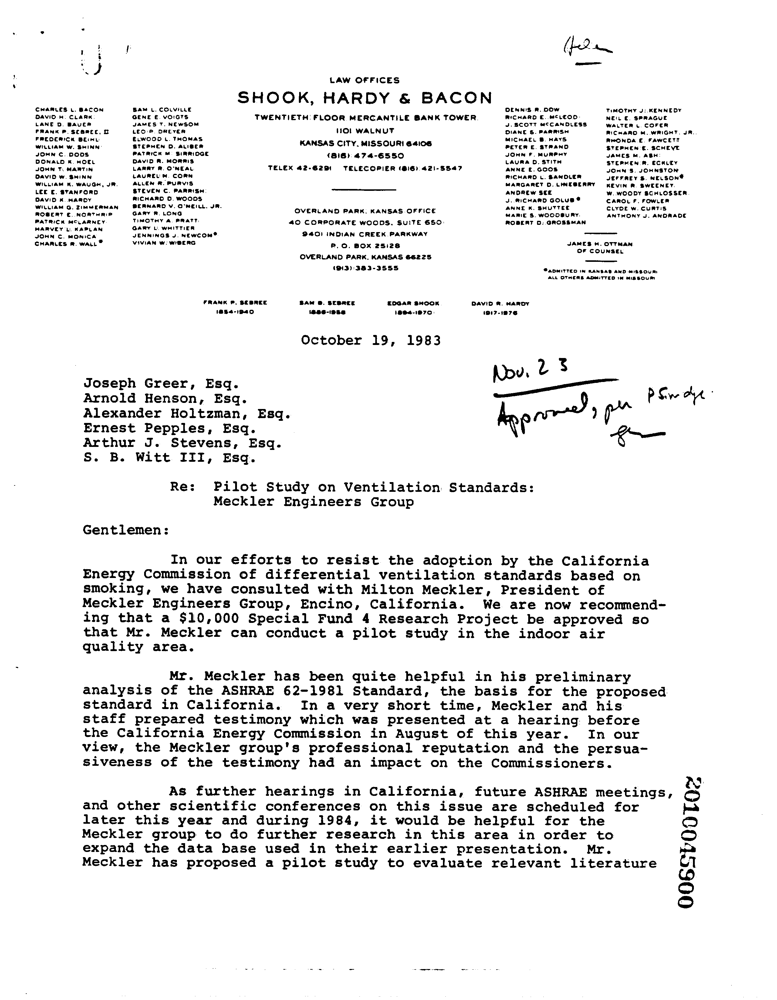 Helen
LAW OFFICES
SHOOK, HARDY & BACON
TWENTIETH FLOOR MERCANTILE BANK TOWER
1101 WALNUT
KANSAS CITY, MISSOURI 64106
(816) 474-6550
TELEX 42-6291 TELECOPIER (816) 421-5547
OVERLAND PARK, KANSAS OFFICE
40 CORPORATE WOODS, SUITE 650
9401 INDIAN CREEK PARKWAY
P. O. BOX 25128
OVERLAND PARK, KANSAS 66225
(913) 383-3555
CHARLES L. BACON
DAVID H. CLARK
LANE D. BAUER
FRANK P. SEBREE, II
FREDERICK BEIHL
WILLIAM W. SHINN
JOHN C. DODS
DONALD K. HOEL
JOHN T. MARTIN
DAVID W. SHINN
WILLIAM K. WAUGH, JR.
LEE E. STANFORD
DAVID K. HARDY
WILLIAM G. ZIMMERMAN
ROBERT E. NORTHRIP
PATRICK McLARNEY
HARVEY L. KAPLAN
JOHN C. MONICA
CHARLES R. WALL*
SAM L. COLVILLE
GENE E. VOIGTS
JAMES T. NEWSOM
LEO P. DREYER
ELWOOD L. THOMAS
STEPHEN D. ALIBER
PATRICK M. SIRRIDGE
DAVID R. MORRIS
LARRY R. O'NEAL
LAUREL M. CORN
ALLEN R. PURVIS
STEVEN C. PARRISH
RICHARD D. WOODS
BERNARD V. O'NEILL, JR.
GARY R. LONG
TIMOTHY A. PRATT
GARY L. WHITTIER
JENNINGS J. NEWCOM*
VIVIAN W. WIBERG
DENNIS R. DOW
RICHARD E. McLEOD
J. SCOTT McCANDLESS
DIANE S. PARRISH
MICHAEL B. HAYS
PETER E. STRAND
JOHN F. MURPHY
LAURA D. STITH
ANNE E. GOOS
RICHARD L. SANDLER
MARGARET D. LINEBERRY
ANDREW SEE
J. RICHARD GOLUB*
ANNE K. SHUTTEE
MARIE S. WOODBURY
ROBERT D. GROSSMAN
TIMOTHY J. KENNEDY
NEIL E. SPRAGUE
WALTER L. COFER
RICHARD H. WRIGHT, JR.
RHONDA E. FAWCETT
STEPHEN E. SCHEVE
JAMES M. ASH
STEPHEN R. ECKLEY
JOHN S. JOHNSTON
JEFFREY S. NELSON*
KEVIN R. SWEENEY
W. WOODY SCHLOSSER
CAROL F. FOWLER
CLYDE W. CURTIS
ANTHONY J. ANDRADE
JAMES H. OTTMAN
OF COUNSEL
*ADMITTED IN KANSAS AND MISSOURI
ALL OTHERS ADMITTED IN MISSOURI
FRANK P. SEBREE SAM B. SEBREE EDGAR SHOOK DAVID R. HARDY
1854-1940 1886-1958 1894-1970 1917-1976
October 19, 1983
Nov. 23
Approved, per P Sirridge
Joseph Greer, Esq.
Arnold Henson, Esq.
Alexander Holtzman, Esq.
Ernest Pepples, Esq.
Arthur J. Stevens, Esq.
S. B. Witt III, Esq.
Re: Pilot Study on Ventilation Standards:
Meckler Engineers Group
Gentlemen:
In our efforts to resist the adoption by the California
Energy Commission of differential ventilation standards based on
smoking, we have consulted with Milton Meckler, President of
Meckler Engineers Group, Encino, California. We are now recommend-
ing that a $10,000 Special Fund 4 Research Project be approved so
that Mr. Meckler can conduct a pilot study in the indoor air
quality area.
Mr. Meckler has been quite helpful in his preliminary
analysis of the ASHRAE 62-1981 Standard, the basis for the proposed
standard in California. In a very short time, Meckler and his
staff prepared testimony which was presented at a hearing before
the California Energy Commission in August of this year. In our
view, the Meckler group's professional reputation and the persua-
siveness of the testimony had an impact on the Commissioners.
As further hearings in California, future ASHRAE meetings,
and other scientific conferences on this issue are scheduled for
later this year and during 1984, it would be helpful for the
Meckler group to do further research in this area in order to
expand the data base used in their earlier presentation. Mr.
Meckler has proposed a pilot study to evaluate relevant literature
2010045900